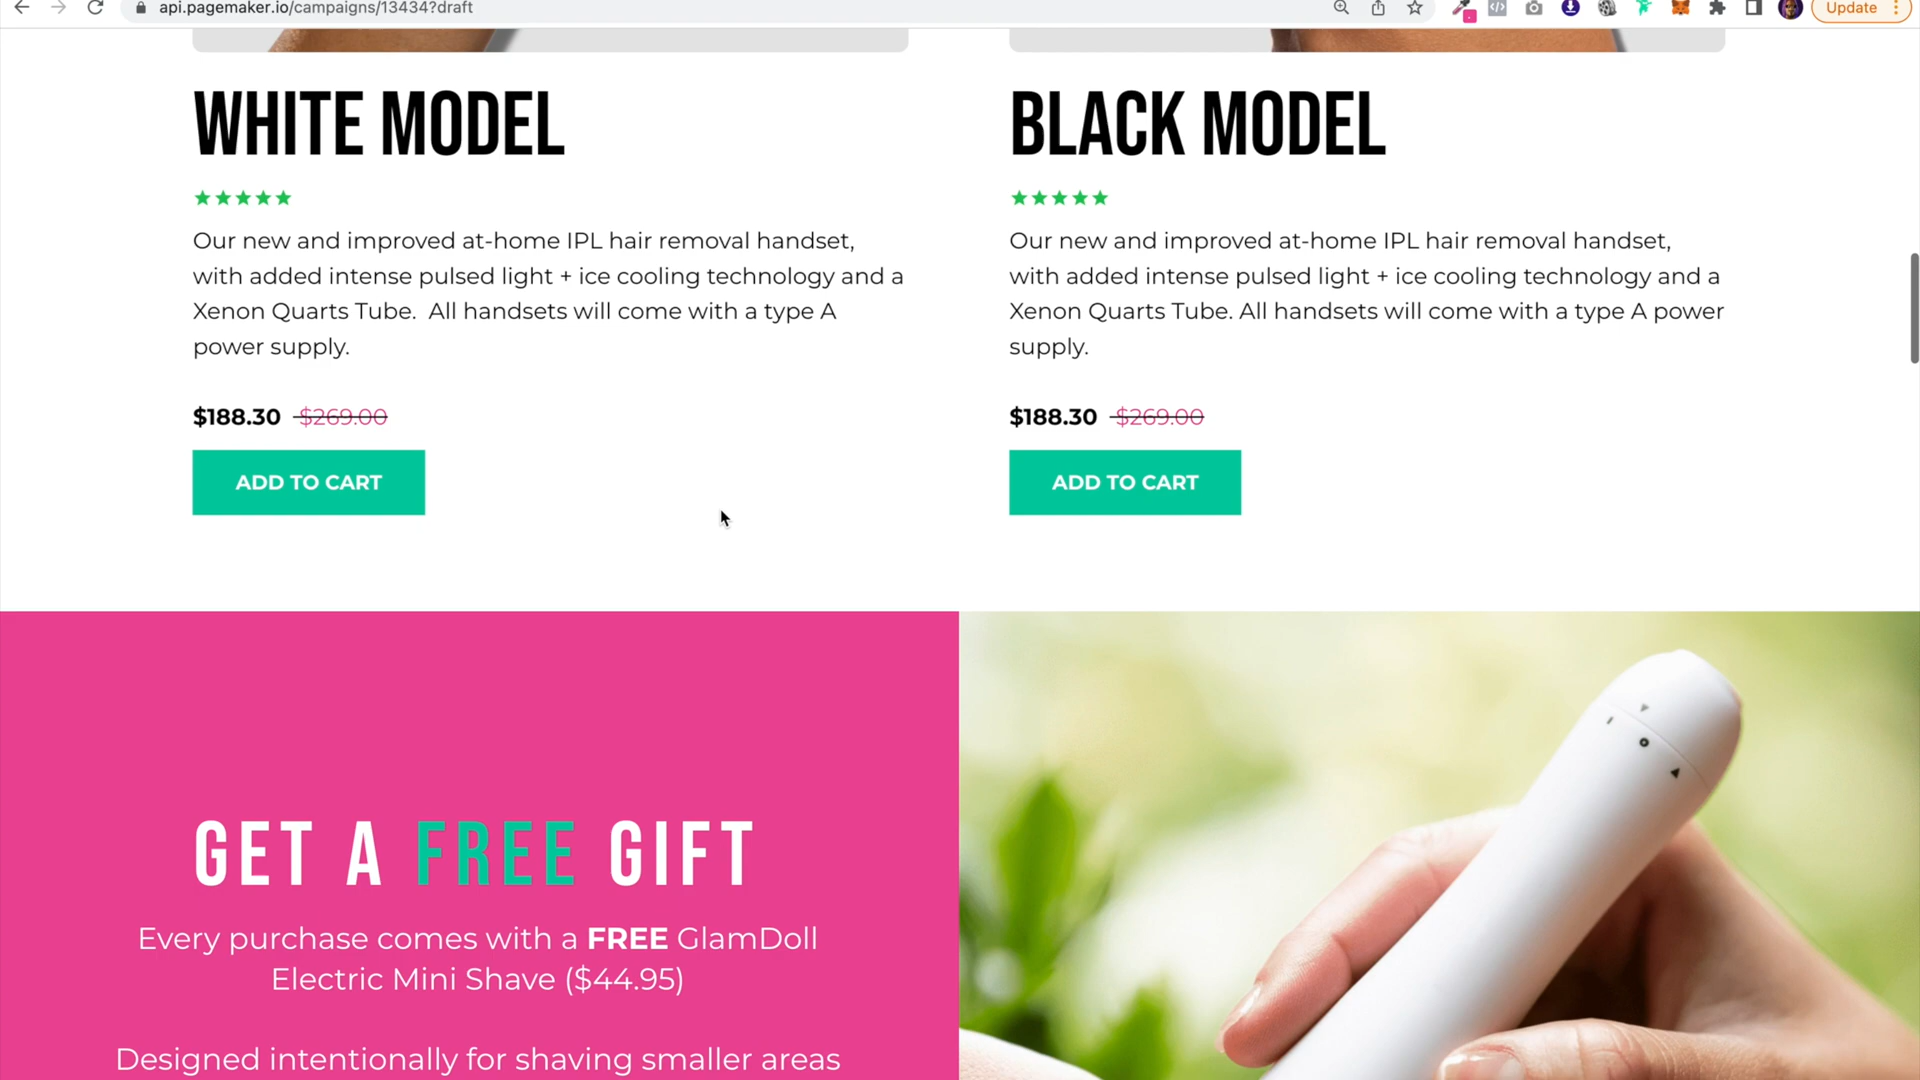 api.pagemaker.io/campaigns/13434?draft
Update
WHITE MODEL
Our new and improved at-home IPL hair removal handset,
with added intense pulsed light + ice cooling technology and a
Xenon Quarts Tube.  All handsets will come with a type A
power supply.
$188.30 $269.00
ADD TO CART
BLACK MODEL
Our new and improved at-home IPL hair removal handset,
with added intense pulsed light + ice cooling technology and a
Xenon Quarts Tube. All handsets will come with a type A power
supply.
$188.30 $269.00
ADD TO CART
GET A FREE GIFT
Every purchase comes with a FREE GlamDoll
Electric Mini Shave ($44.95)
Designed intentionally for shaving smaller areas